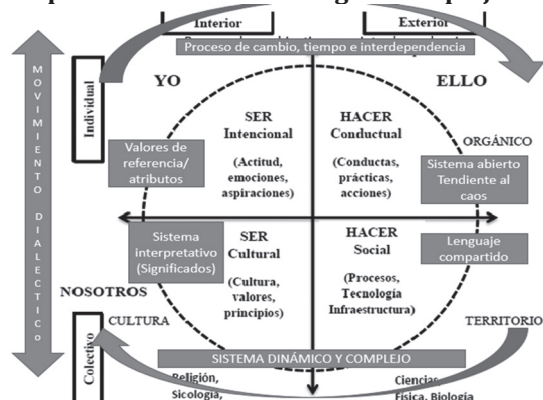 Interior
Exterior
Proceso de cambio, tiempo e interdependencia
MOVIMIENTO DIALECTICO
Individual
YO
ELLO
SER
Intencional
(Actitud,
emociones,
aspiraciones)
HACER
Conductual
(Conductas,
prácticas,
acciones)
Valores de
referencia/
atributos
ORGÁNICO
Sistema abierto
Tendiente al
caos
Sistema
interpretativo
(Significados)
SER
Cultural
(Cultura,
valores,
principios)
HACER
Social
(Procesos,
Tecnología
Infraestructura)
Lenguaje
compartido
NOSOTROS
CULTURA
TERRITORIO
Colectivo
SISTEMA DINÁMICO Y COMPLEJO
Religión,
Sicología,
Ciencias
Física, Biología